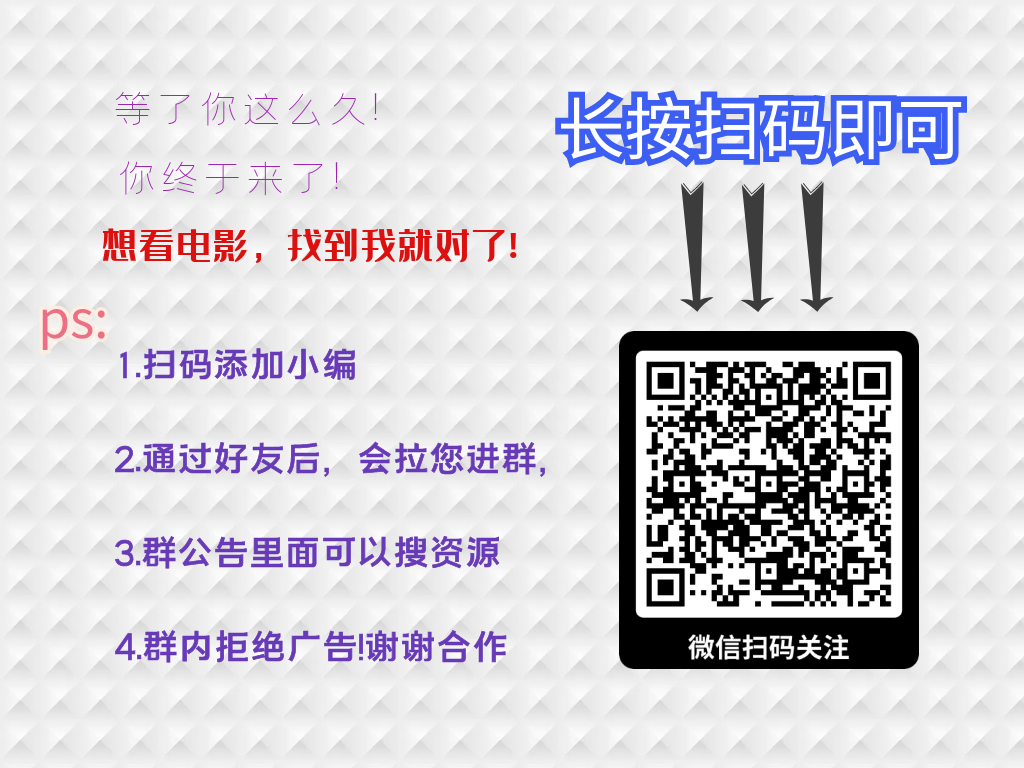 等了你这么久!
你终于来了!
想看电影，找到我就对了!
ps:
1.扫码添加小编
2.通过好友后，会拉您进群，
3.群公告里面可以搜资源
4.群内拒绝广告!谢谢合作
长按扫码即可
微信扫码关注